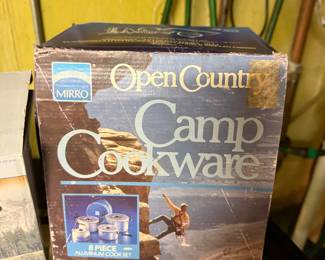 MIRRO
Open Country
Camp
Cookware
8 PIECE
ALUMINUM COOK SET